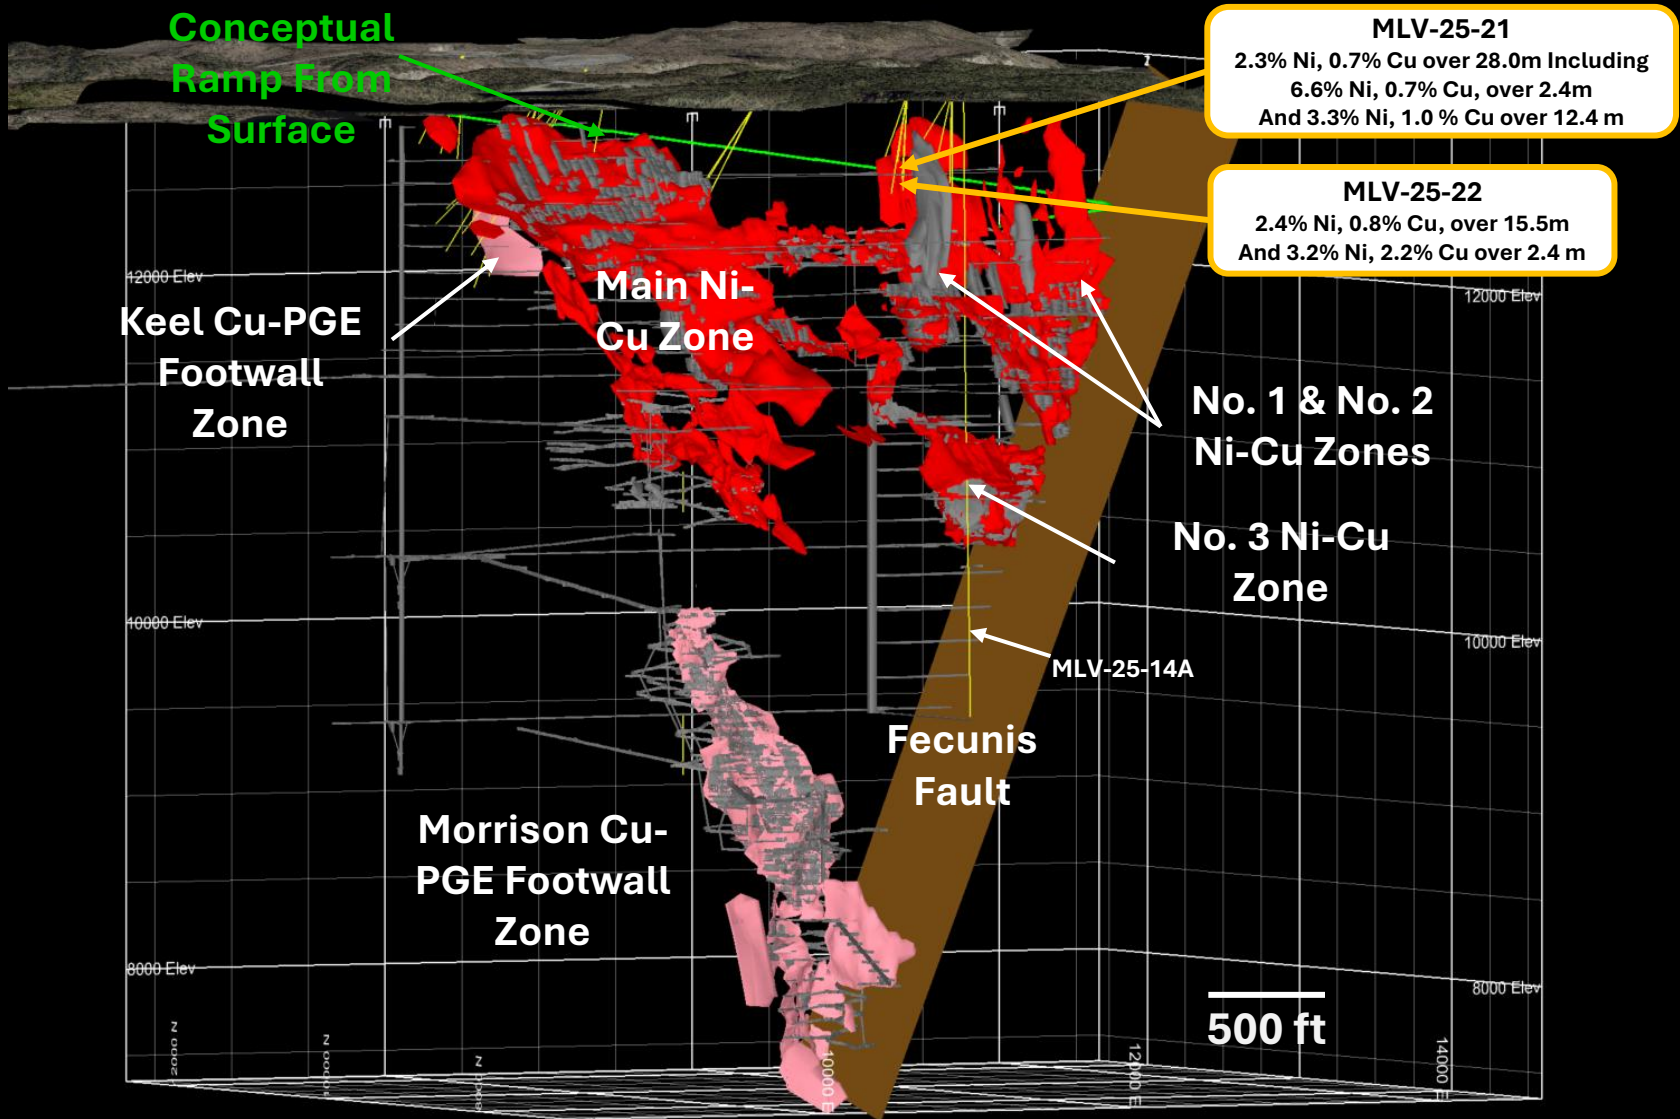 Conceptual
Ramp From
Surface
MLV-25-21
2.3% Ni, 0.7% Cu over 28.0m Including
6.6% Ni, 0.7% Cu, over 2.4m
And 3.3% Ni, 1.0 % Cu over 12.4 m
MLV-25-22
2.4% Ni, 0.8% Cu, over 15.5m
And 3.2% Ni, 2.2% Cu over 2.4 m
12000 Elev
12000 Elev
Main Ni-
Cu Zone
Keel Cu-PGE
Footwall
Zone
No. 1 & No. 2
Ni-Cu Zones
No. 3 Ni-Cu
Zone
10000 Elev
10000 Elev
MLV-25-14A
Fecunis
Fault
Morrison Cu-
PGE Footwall
Zone
8000 Elev
8000 Elev
500 ft
10000 E
12000 E
14000 E